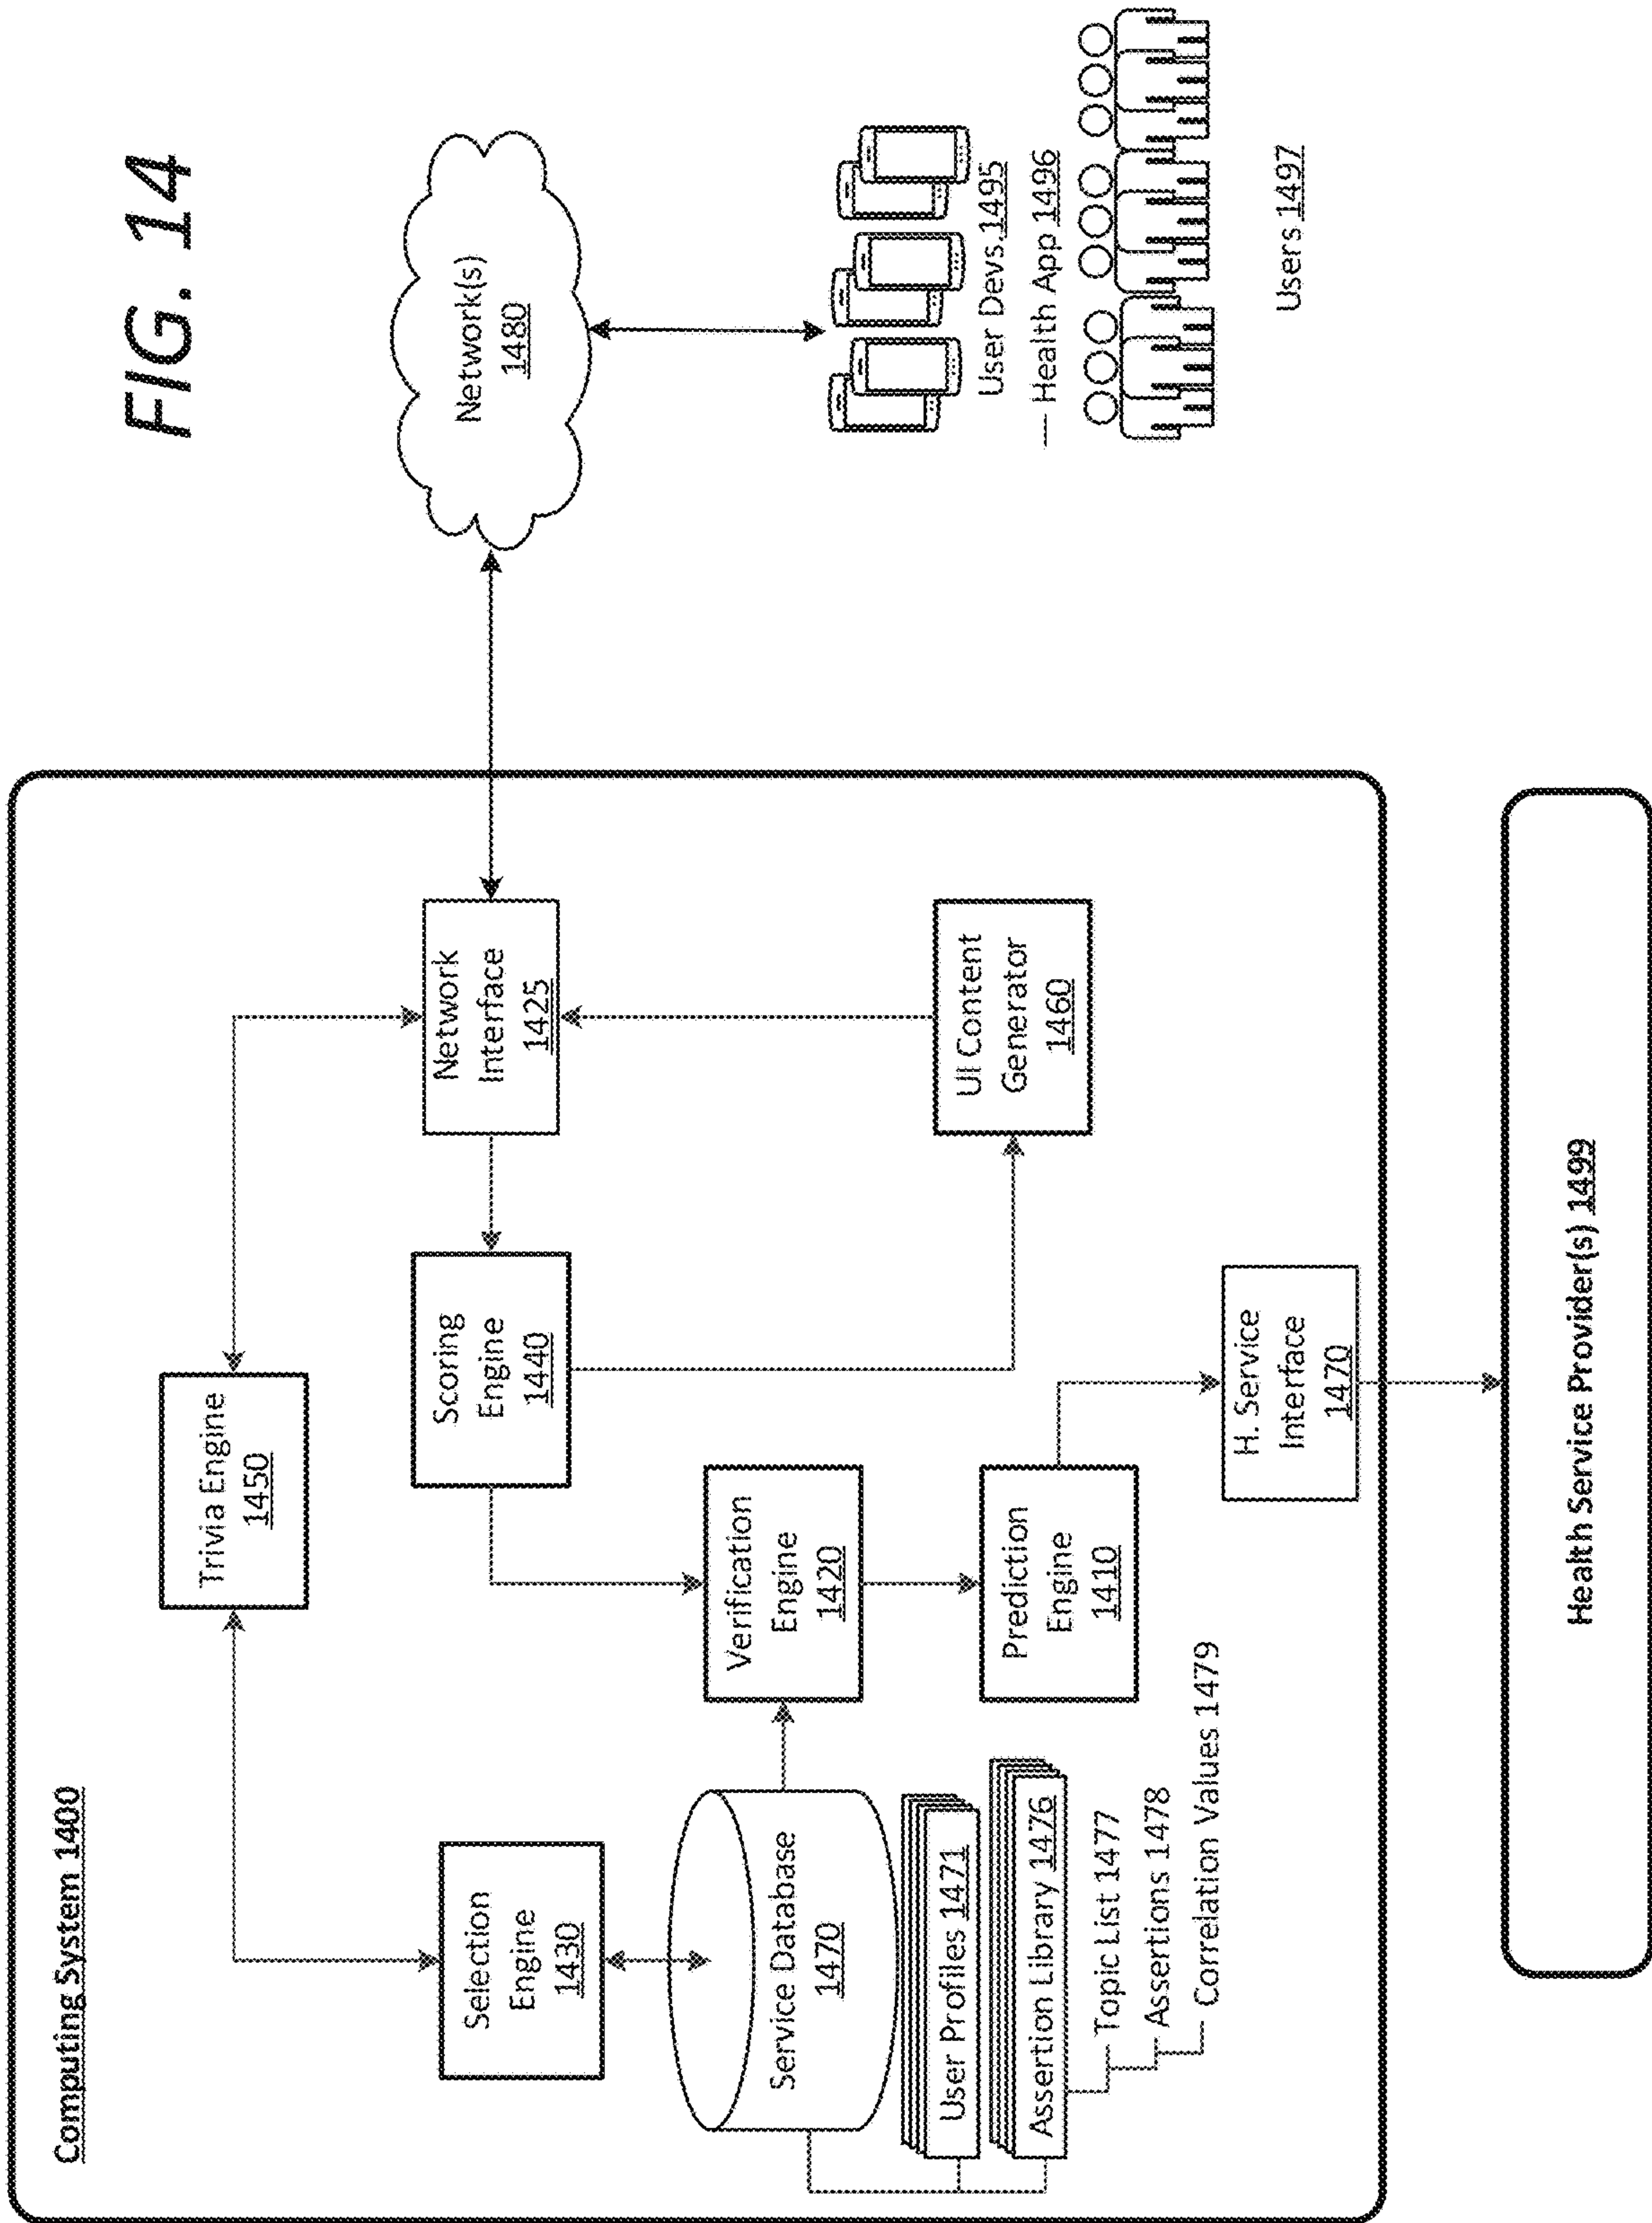 FIG. 14
Computing System 1400
Trivia Engine
1450
Selection
Engine
1430
Scoring
Engine
1440
Network
Interface
1425
Network(s)
1480
Service Database
1470
Verification
Engine
1420
User Profiles 1471
Assertion Library 1476
Topic List 1477
Assertions 1478
Correlation Values 1479
Prediction
Engine
1410
UI Content
Generator
1460
H. Service
Interface
1470
User Devs.1495
— Health App 1496
Users 1497
Health Service Provider(s) 1499